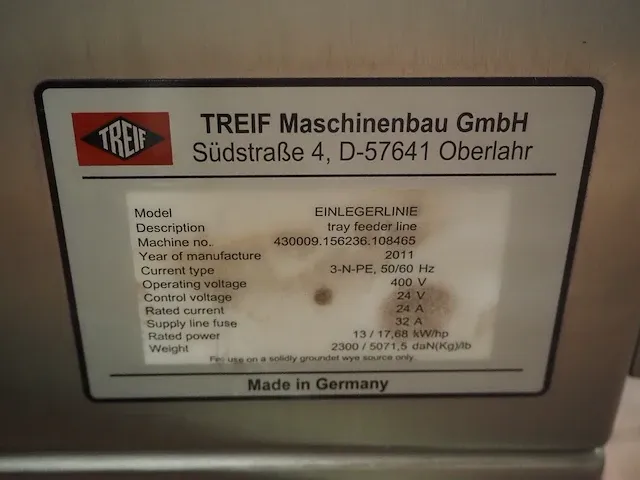 TREIF
TREIF Maschinenbau GmbH
Südstraße 4, D-57641 Oberlahr
Model EINLEGERLINIE
Description tray feeder line
Machine no.. 430009.156236.108465
Year of manufacture 2011
Current type 3-N-PE, 50/60 Hz
Operating voltage 400 V
Control voltage 24 V
Rated current 24 A
Supply line fuse 32 A
Rated power 13 / 17,68 kW/hp
Weight 2300 / 5071,5 daN(Kg)/lb
use on a solidly groundet wye source only.
Made in Germany